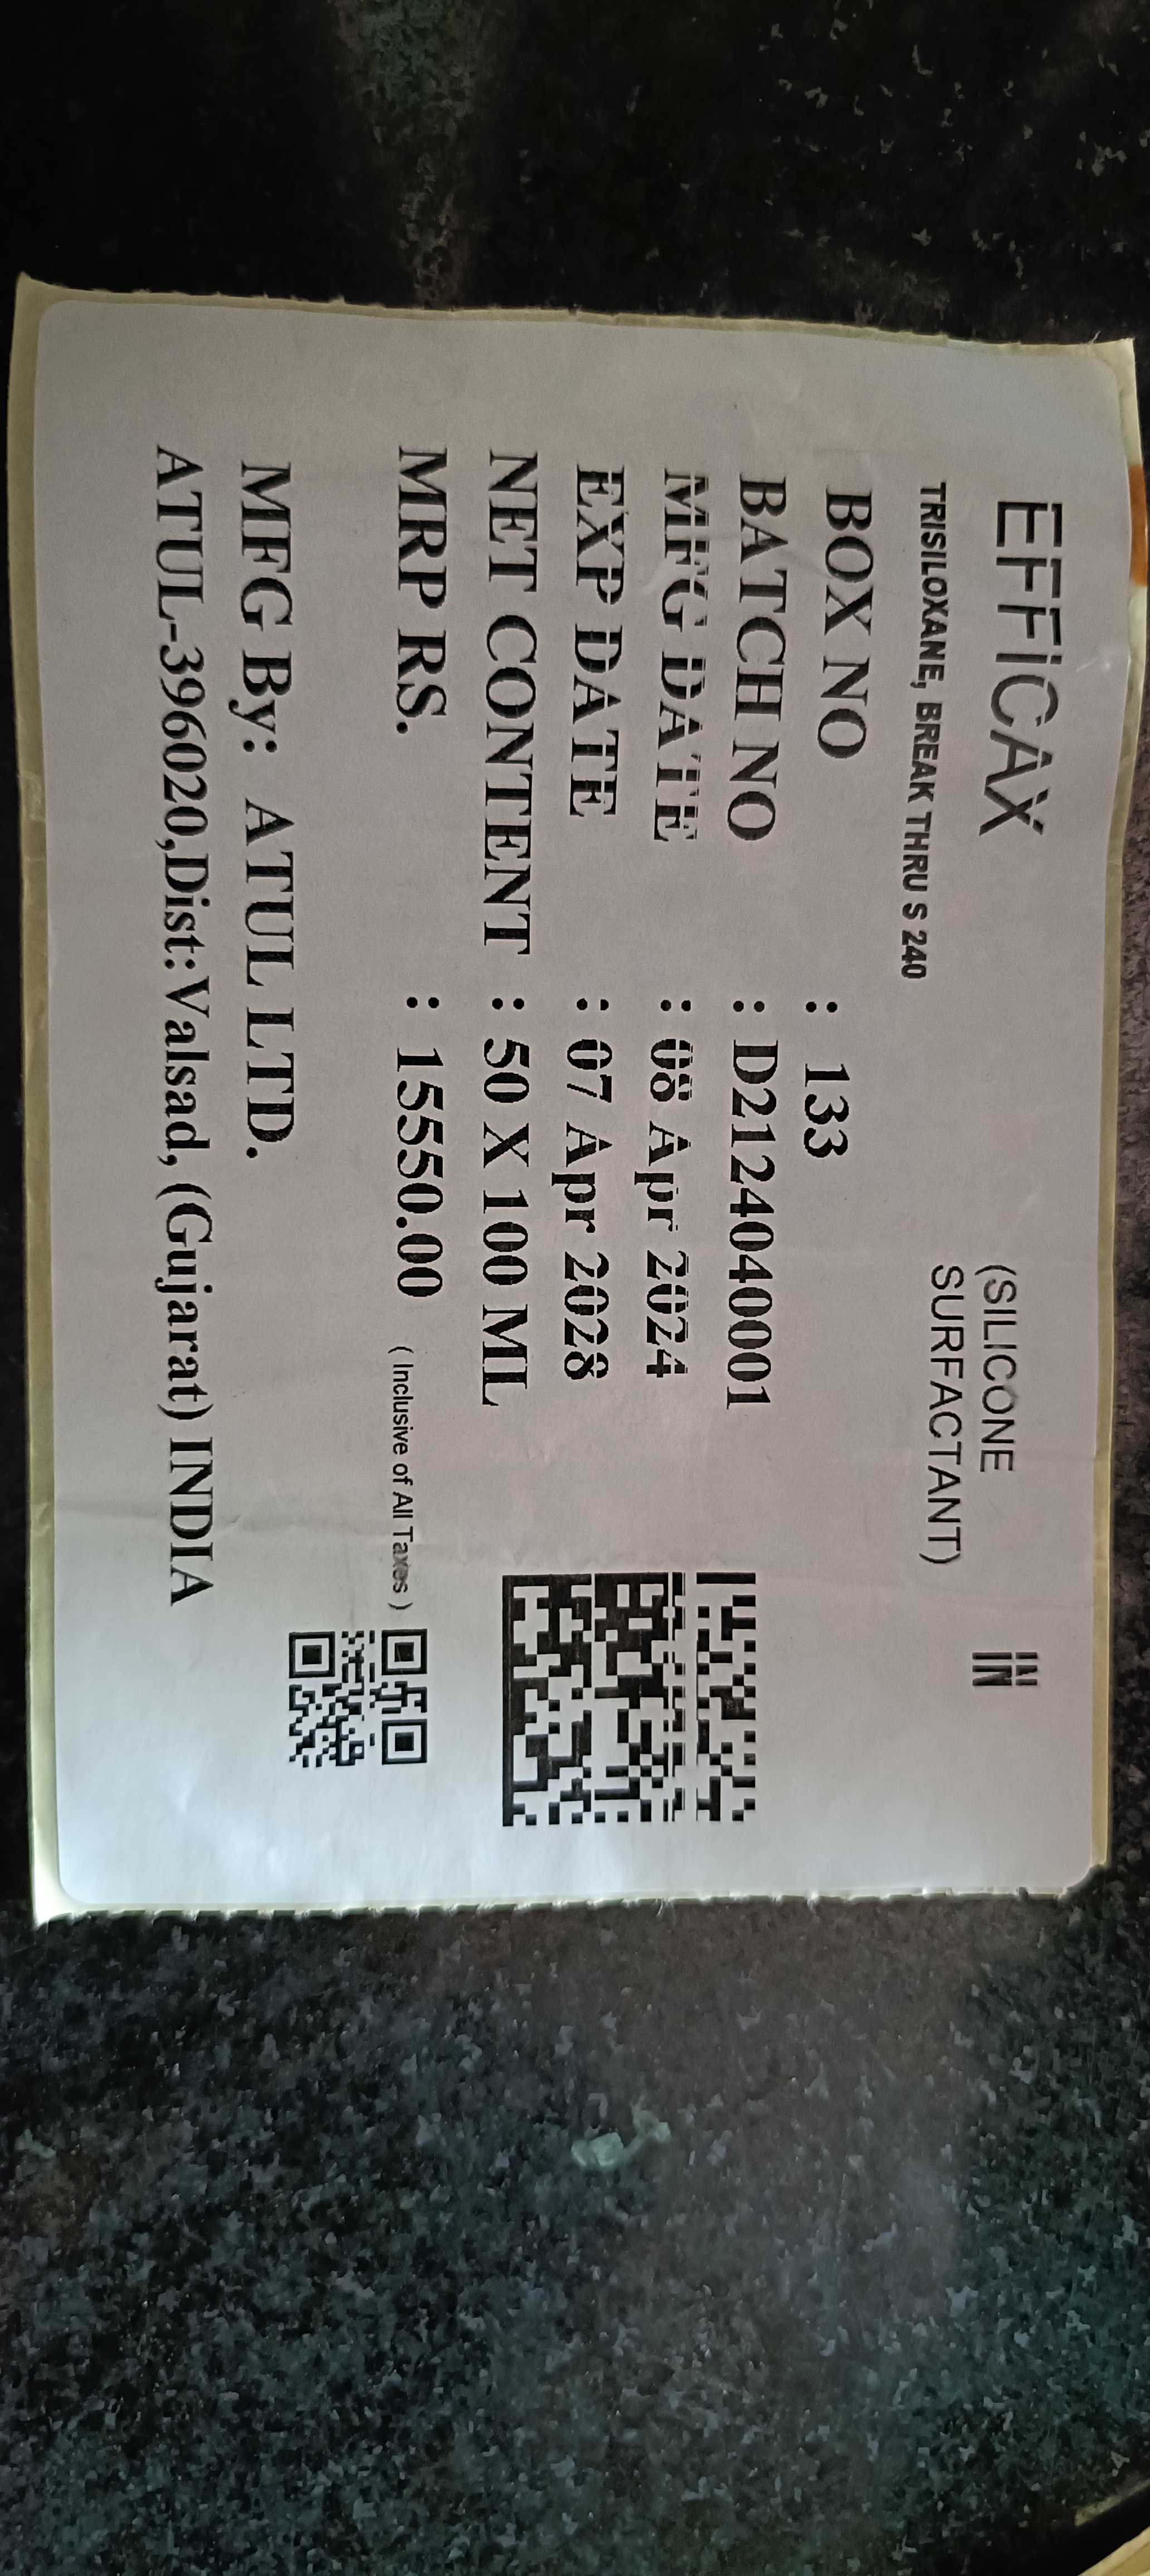 EFFiCAX
(SILICONE
SURFACTANT)
IN
TRISILOXANE, BREAK THRU S 240
BOX NO : 133
BATCH NO : D2124040001
MFG DATE : 08 Apr 2024
EXP DATE : 07 Apr 2028
NET CONTENT : 50 X 100 ML
MRP RS. : 15550.00 ( Inclusive of All Taxes )
MFG By: ATUL LTD.
ATUL-396020,Dist:Valsad, (Gujarat) INDIA